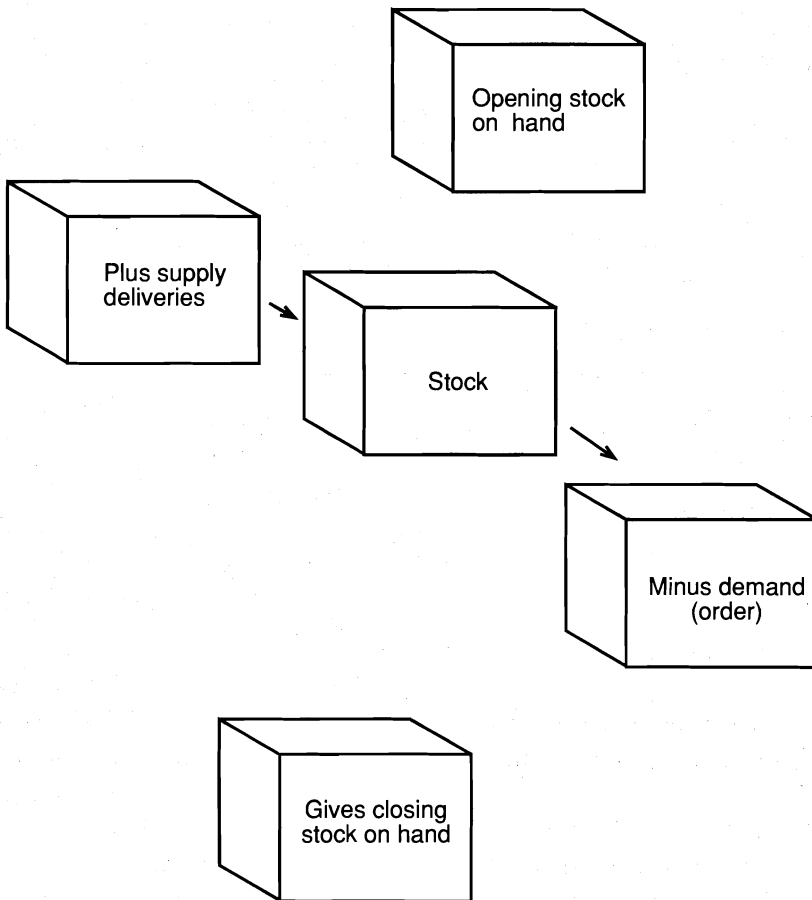 Opening stock
on hand
Plus supply
deliveries
Stock
Minus demand
(order)
Gives closing
stock on hand